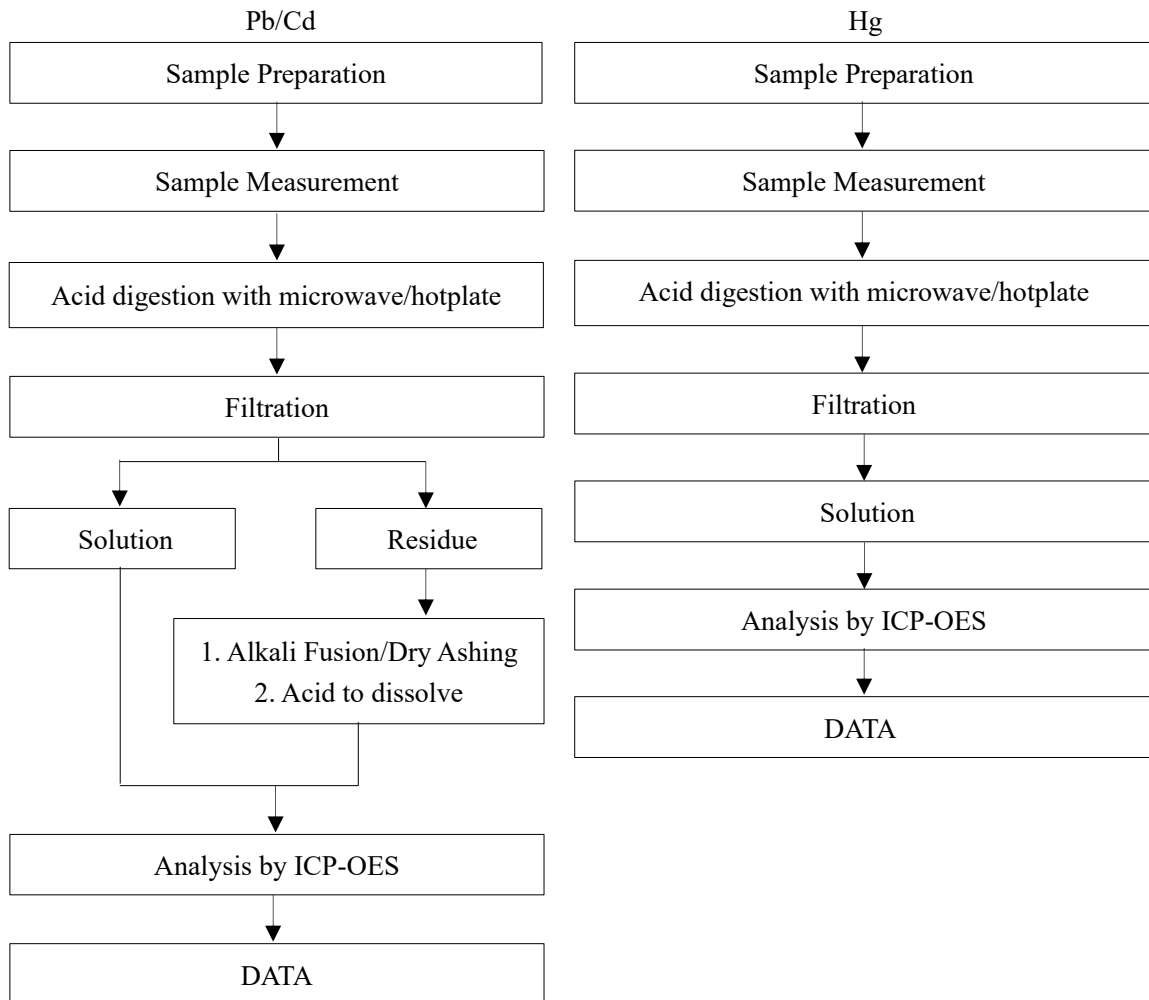 Pb/Cd
Sample Preparation
Sample Measurement
Acid digestion with microwave/hotplate
Filtration
Solution
Residue
1. Alkali Fusion/Dry Ashing
2. Acid to dissolve
Analysis by ICP-OES
DATA
Hg
Sample Preparation
Sample Measurement
Acid digestion with microwave/hotplate
Filtration
Solution
Analysis by ICP-OES
DATA